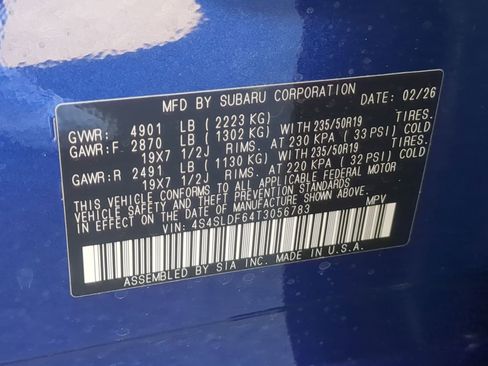 MFD BY SUBARU CORPORATION DATE: 02/26
GVWR: 4901 LB (2223 KG)
GAWR:F 2870 LB (1302 KG) WITH 235/50R19 TIRES.
19X7 1/2J RIMS. AT 230 KPA (33 PSI) COLD
GAWR:R 2491 LB (1130 KG) WITH 235/50R19 TIRES.
19X7 1/2J RIMS. AT 220 KPA (32 PSI) COLD
THIS VEHICLE CONFORMS TO ALL APPLICABLE FEDERAL MOTOR
VEHICLE SAFETY AND THEFT PREVENTION STANDARDS
IN EFFECT ON THE DATE OF MANUFACTURE SHOWN ABOVE.
VIN: 4S4SLDF64T3056783 MPV
ASSEMBLED BY SIA INC. MADE IN U.S.A.